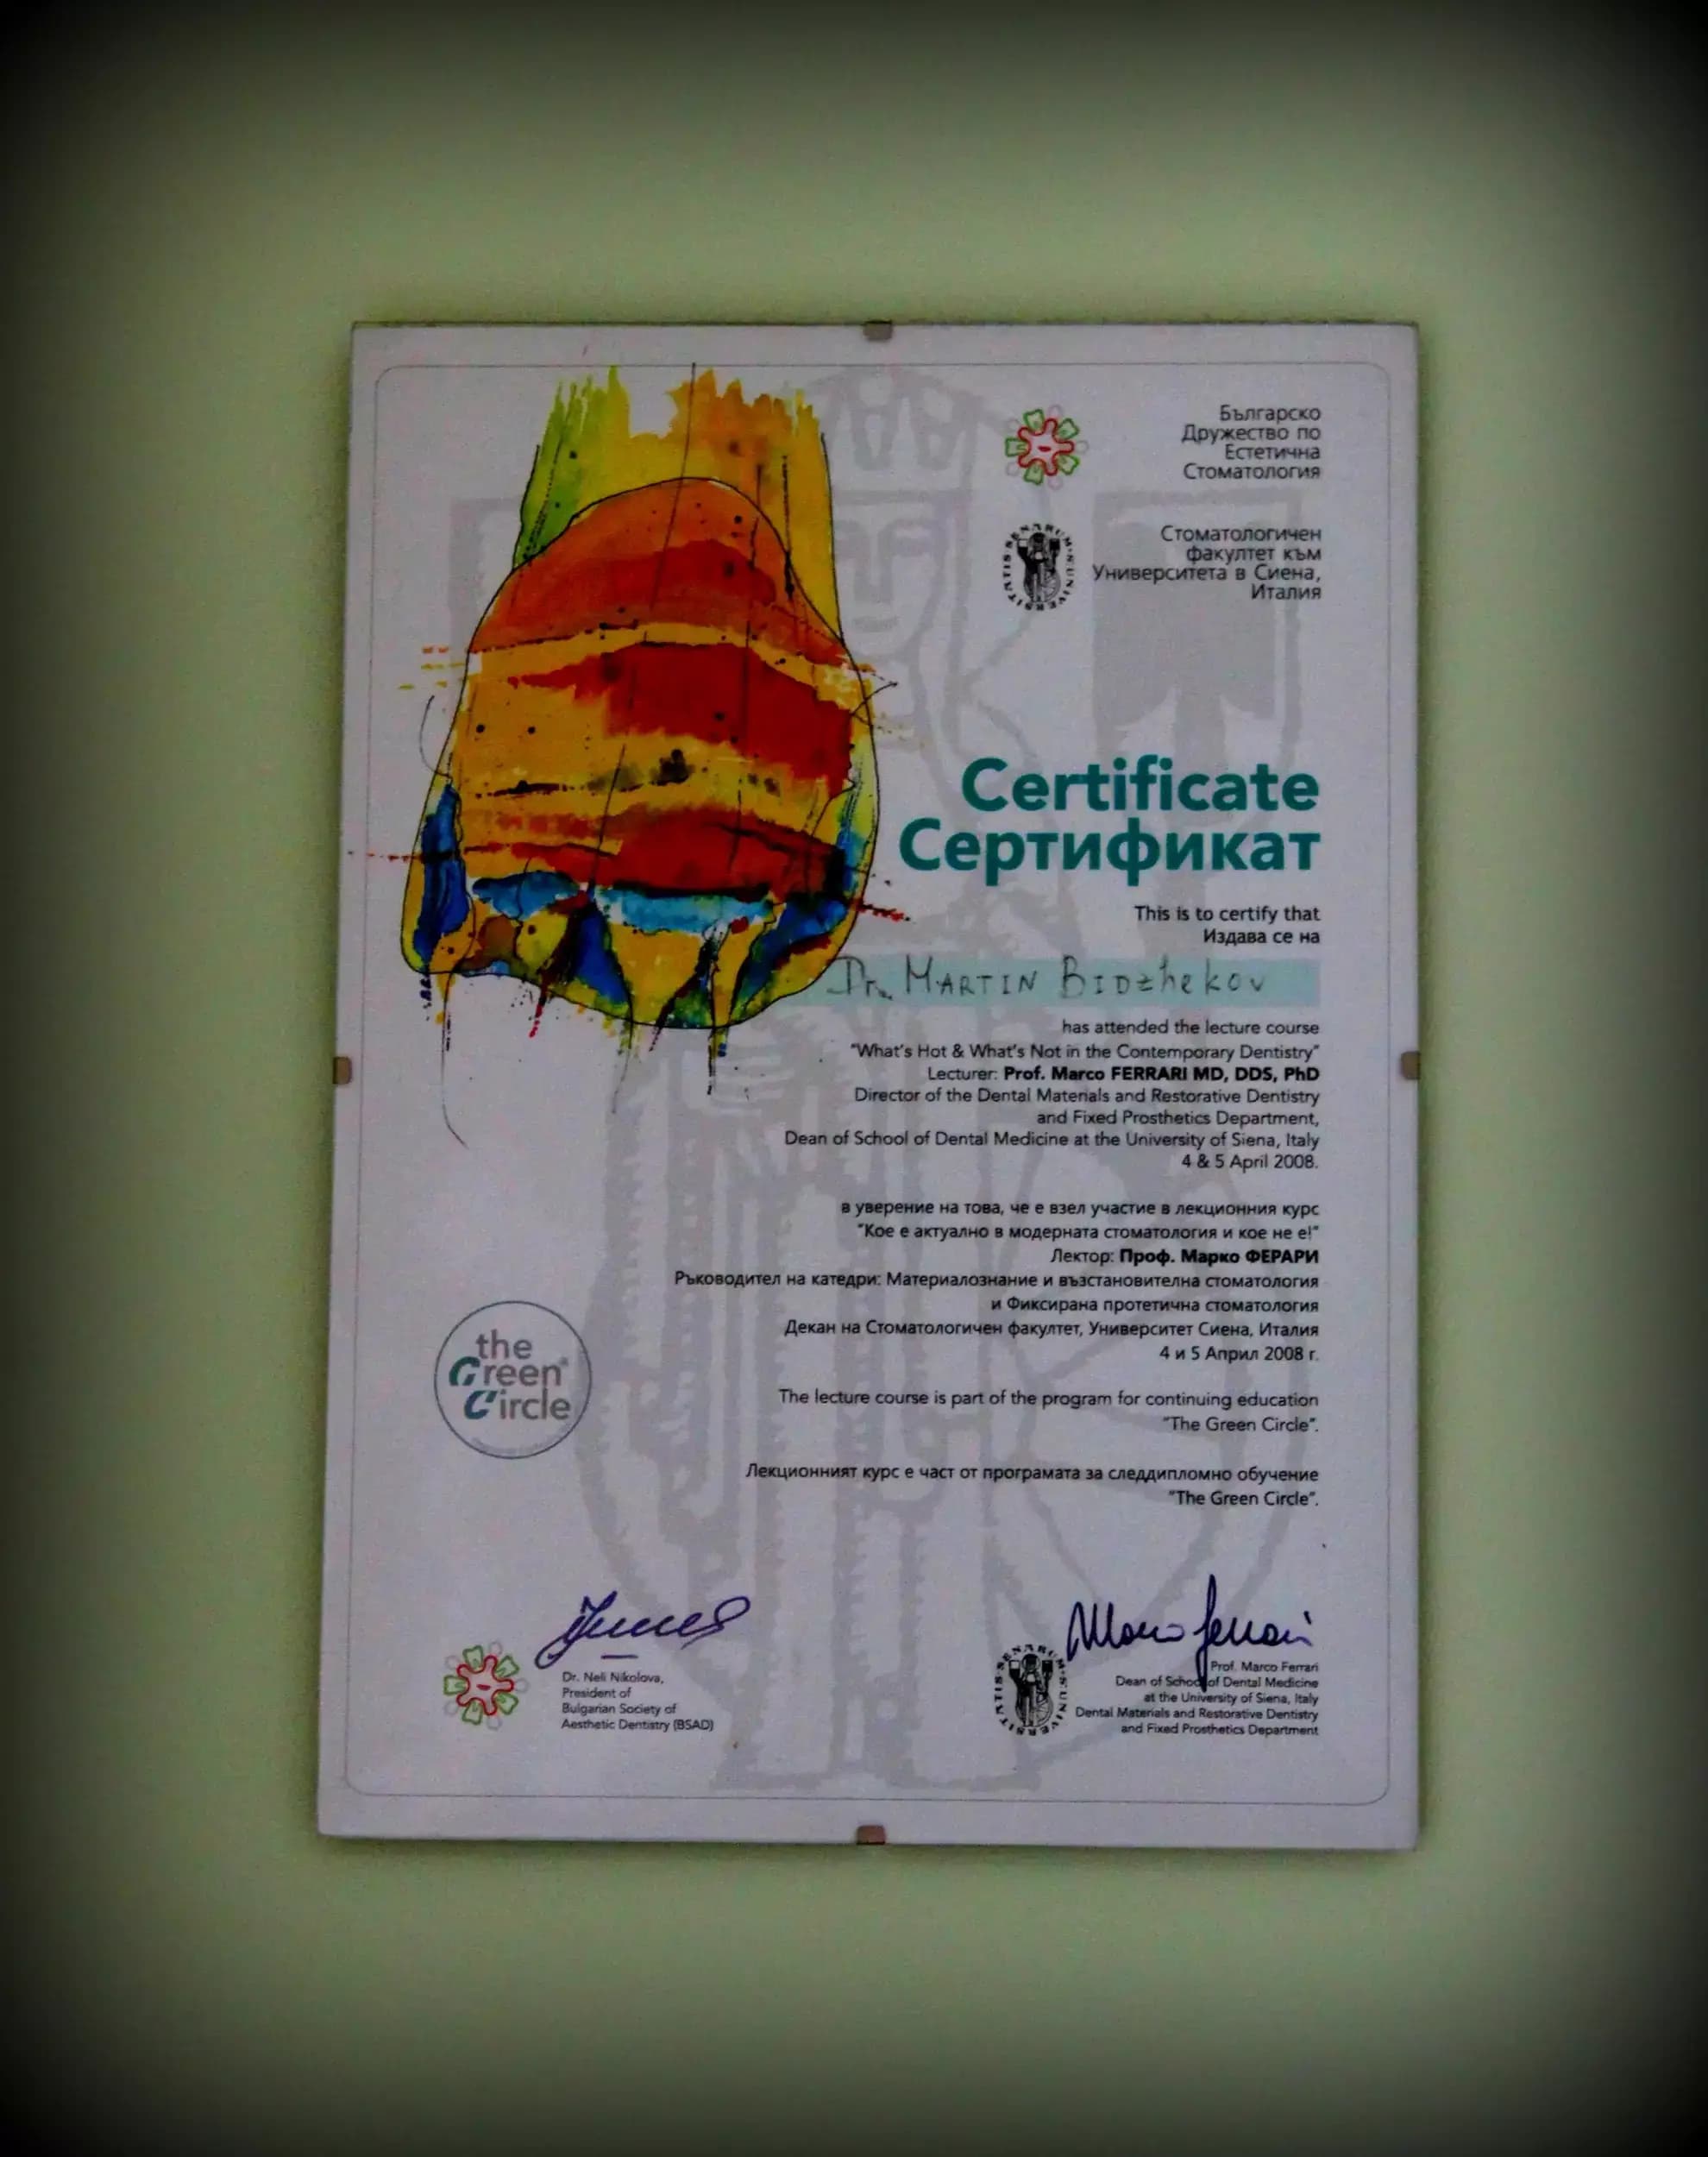 Българско
Дружество по
Естетична
Стоматология
Стоматологичен
факултет към
Университета в Сиена,
Италия
Certificate
Сертификат
This is to certify that
Издава се на
Dr. MARTIN BIDzhekov
has attended the lecture course
"What's Hot & What's Not in the Contemporary Dentistry"
Lecturer: Prof. Marco FERRARI MD, DDS, PhD
Director of the Dental Materials and Restorative Dentistry
and Fixed Prosthetics Department,
Dean of School of Dental Medicine at the University of Siena, Italy
4 & 5 April 2008.
в уверение на това, че е взел участие в лекционния курс
"Кое е актуално в модерната стоматология и кое не е!"
Лектор: Проф. Марко ФЕРАРИ
Ръководител на катедри: Материалознание и възстановителна стоматология
и Фиксирана протетична стоматология
Декан на Стоматологичен факултет, Университет Сиена, Италия
4 и 5 Април 2008 г.
the
Green®
Circle
The lecture course is part of the program for continuing education
"The Green Circle".
Лекционният курс е част от програмата за следдипломно обучение
"The Green Circle".
Marco Ferrari
Dr. Neli Nikolova,
President of
Bulgarian Society of
Aesthetic Dentistry (BSAD)
Prof. Marco Ferrari
Dean of School of Dental Medicine
at the University of Siena, Italy
Dental Materials and Restorative Dentistry
and Fixed Prosthetics Department